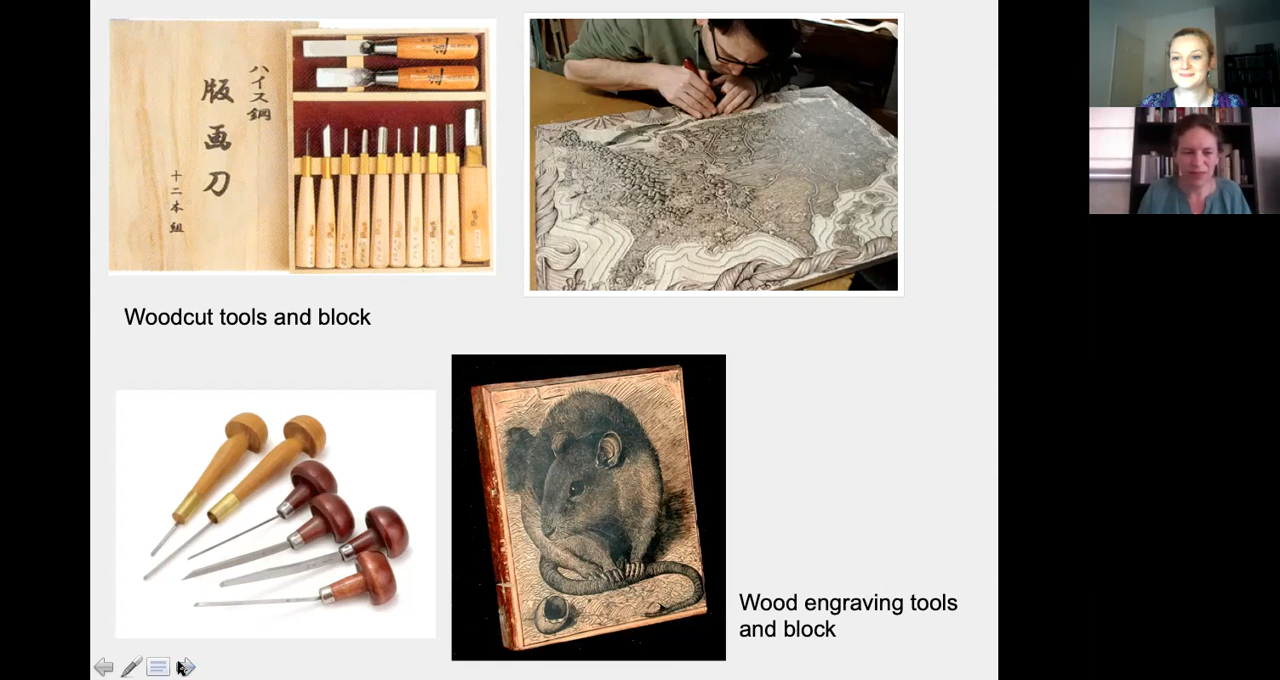 ハイス鋼
版画刀
十二本組
Woodcut tools and block
Wood engraving tools
and block